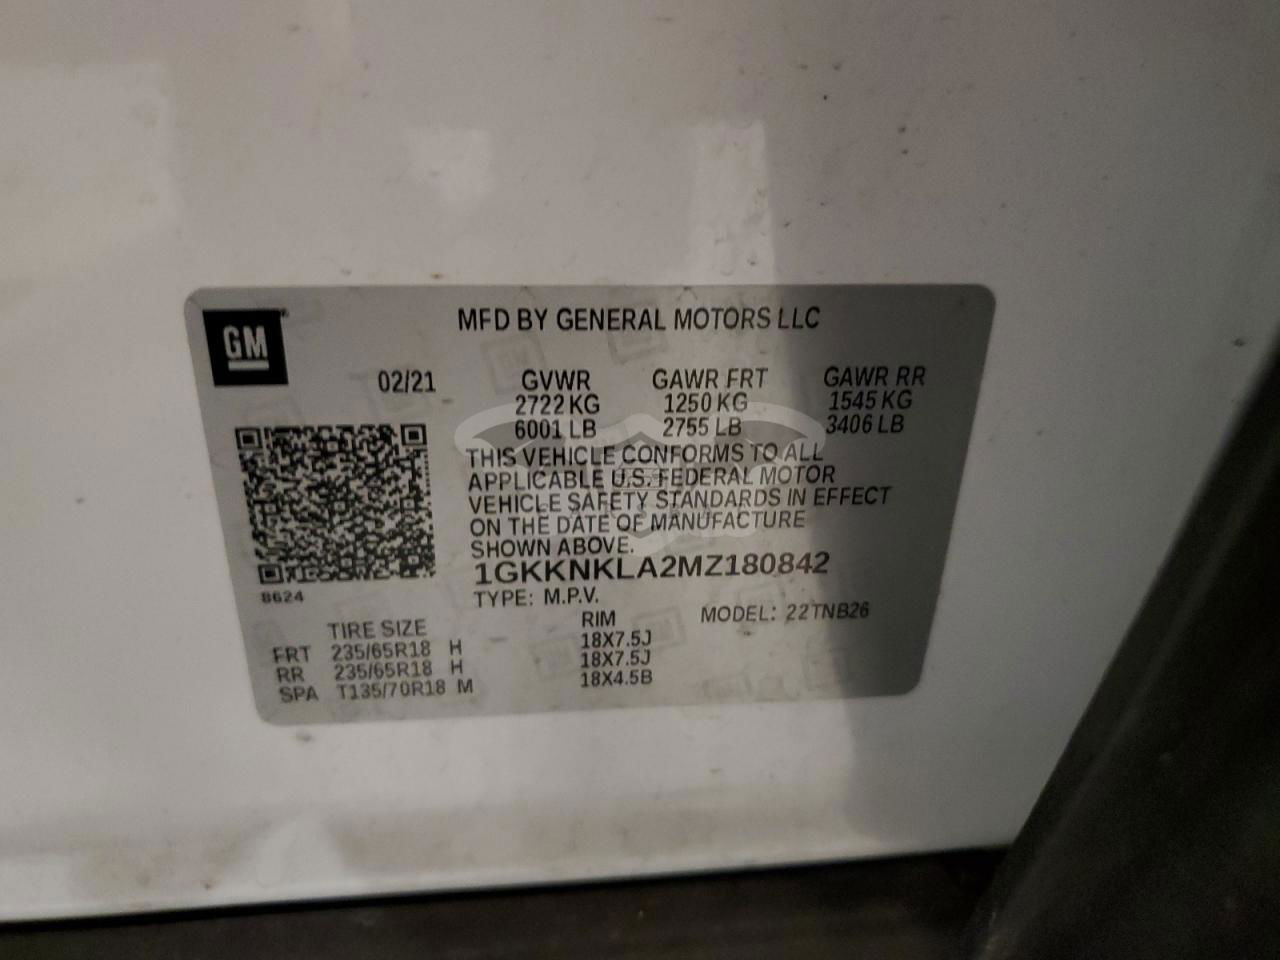 GM
MFD BY GENERAL MOTORS LLC
02/21 GVWR GAWR FRT GAWR RR
2722 KG 1250 KG 1545 KG
6001 LB 2755 LB 3406 LB
THIS VEHICLE CONFORMS TO ALL
APPLICABLE U.S. FEDERAL MOTOR
VEHICLE SAFETY STANDARDS IN EFFECT
ON THE DATE OF MANUFACTURE
SHOWN ABOVE.
1GKKNKLA2MZ180842
8624
TYPE: M.P.V. MODEL: 22TNB26
TIRE SIZE RIM
FRT 235/65R18 H 18X7.5J
RR 235/65R18 H 18X7.5J
SPA T135/70R18 M 18X4.5B